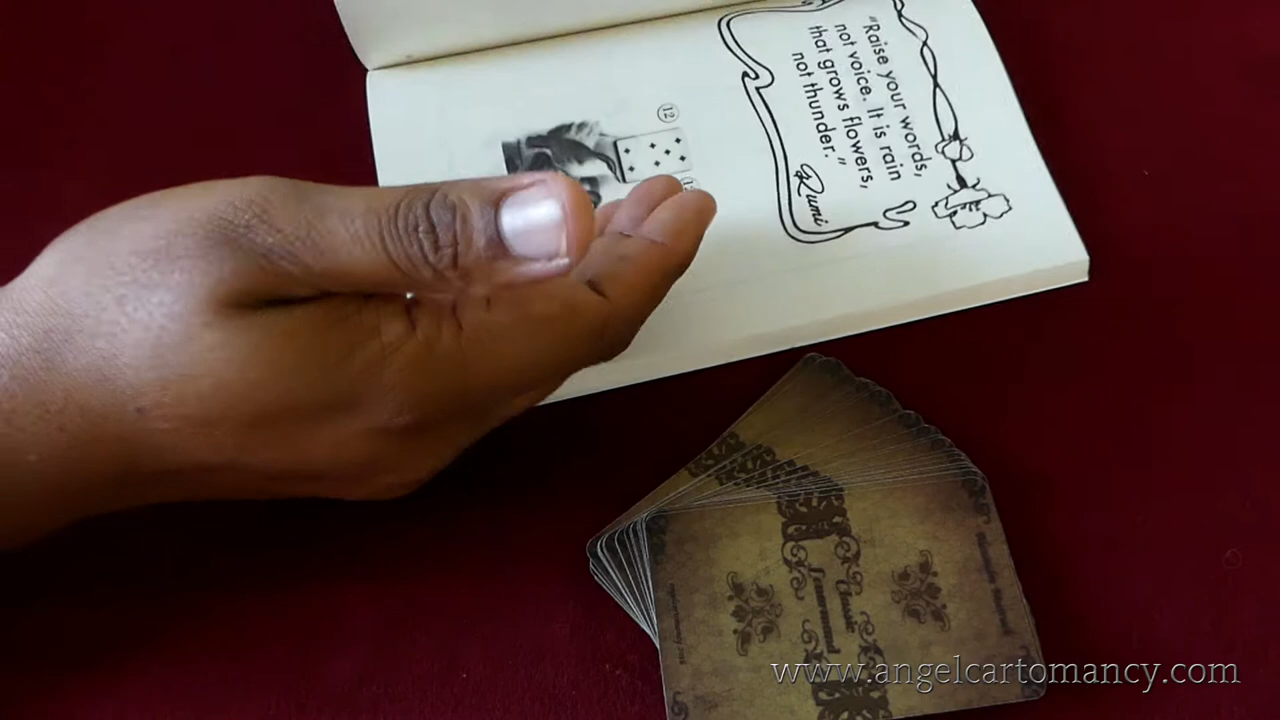 "Raise your words,
not voice. It is rain
that grows flowers,
not thunder."
Rumi
12
Classic
Lenormand
www.angelcartomancy.com